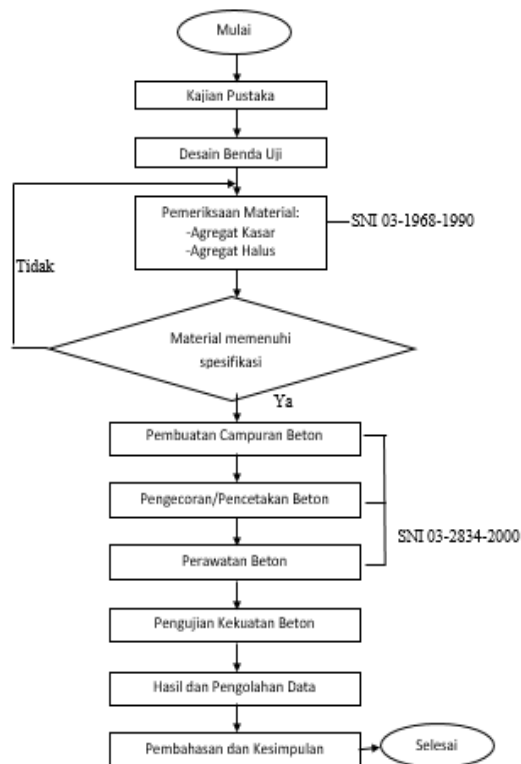 Mulai
Kajian Pustaka
Desain Benda Uji
Pemeriksaan Material:
-Agregat Kasar
-Agregat Halus
SNI 03-1968-1990
Tidak
Material memenuhi
spesifikasi
Ya
Pembuatan Campuran Beton
Pengecoran/Pencetakan Beton
SNI 03-2834-2000
Perawatan Beton
Pengujian Kekuatan Beton
Hasil dan Pengolahan Data
Pembahasan dan Kesimpulan
Selesai